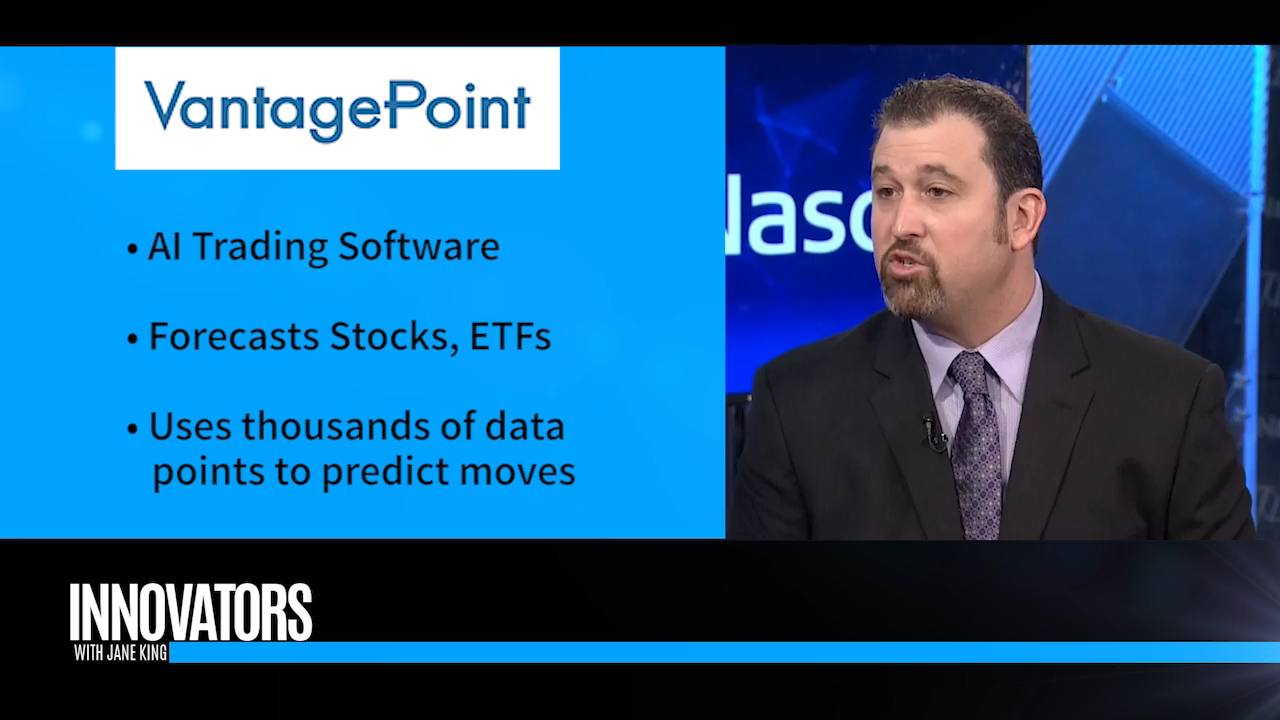 VantagePoint
• AI Trading Software
• Forecasts Stocks, ETFs
• Uses thousands of data
points to predict moves
INNOVATORS
WITH JANE KING